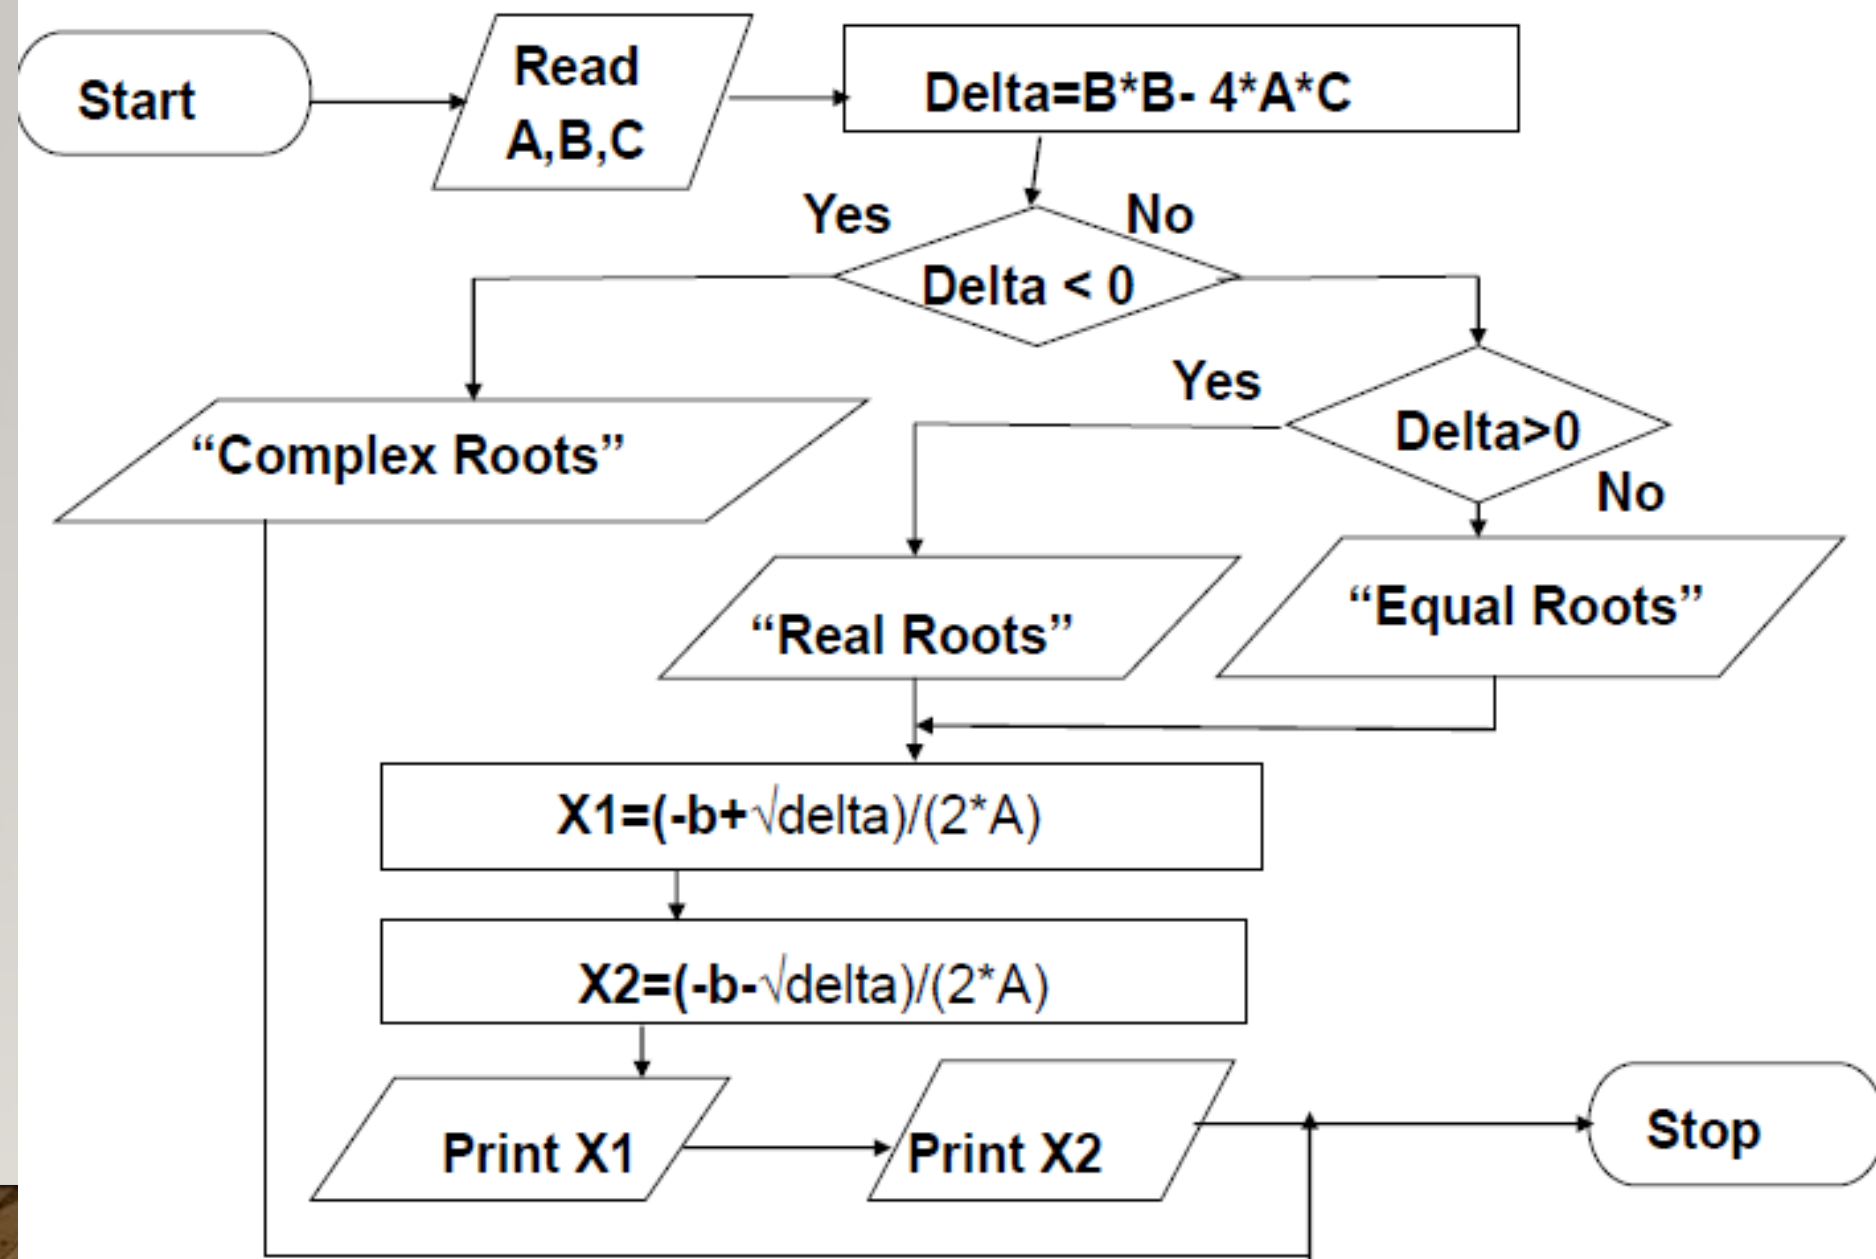 Start
Read
A,B,C
Delta=B*B- 4*A*C
Yes
No
Delta < 0
Yes
Delta>0
No
“Complex Roots”
“Real Roots”
“Equal Roots”
X1=(-b+√delta)/(2*A)
X2=(-b-√delta)/(2*A)
Print X1
Print X2
Stop